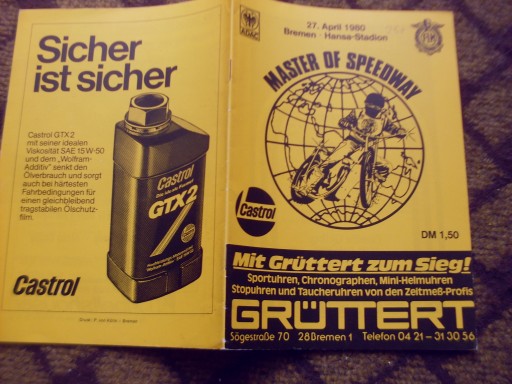 Sicher
ist sicher
Castrol GTX2
mit seiner idealen
Viskosität SAE 15W-50
und dem „Wolfram-
Additiv" senkt den
Ölverbrauch und sorgt
auch bei härtesten
Fahrbedingungen für
einen gleichbleibend
tragstabilen Ölschutz-
film.
Castrol
GTX2
Castrol
ADAC
27. April 1980
Bremen · Hansa-Stadion
MASTER OF SPEEDWAY
Castrol
DM 1,50
Mit Grüttert zum Sieg!
Sportuhren, Chronographen, Mini-Helmuhren
Stopuhren und Taucheruhren von den Zeitmeß-Profis
GRÜTTERT
Sögestraße 70 28 Bremen 1 Telefon 04 21 - 31 30 56